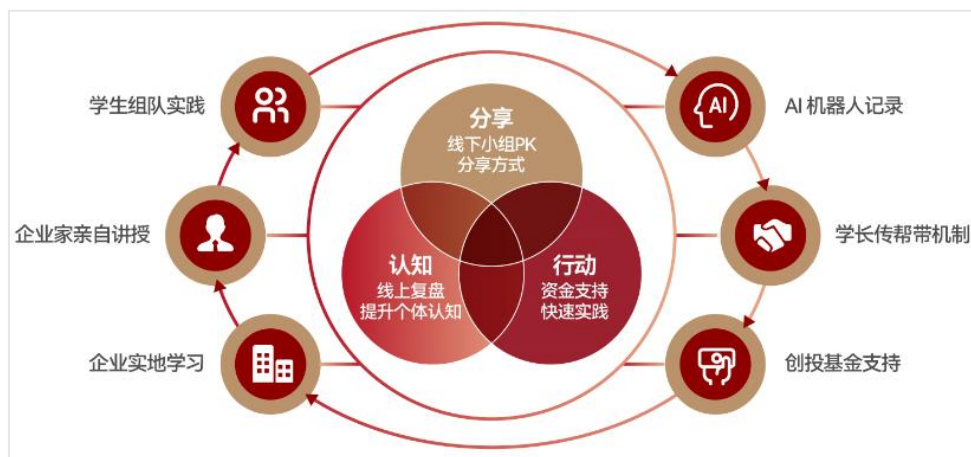 学生组队实践
AI
AI 机器人记录
分享
线下小组PK
分享方式
企业家亲自讲授
学长传帮带机制
认知
线上复盘
提升个体认知
行动
资金支持
快速实践
企业实地学习
创投基金支持